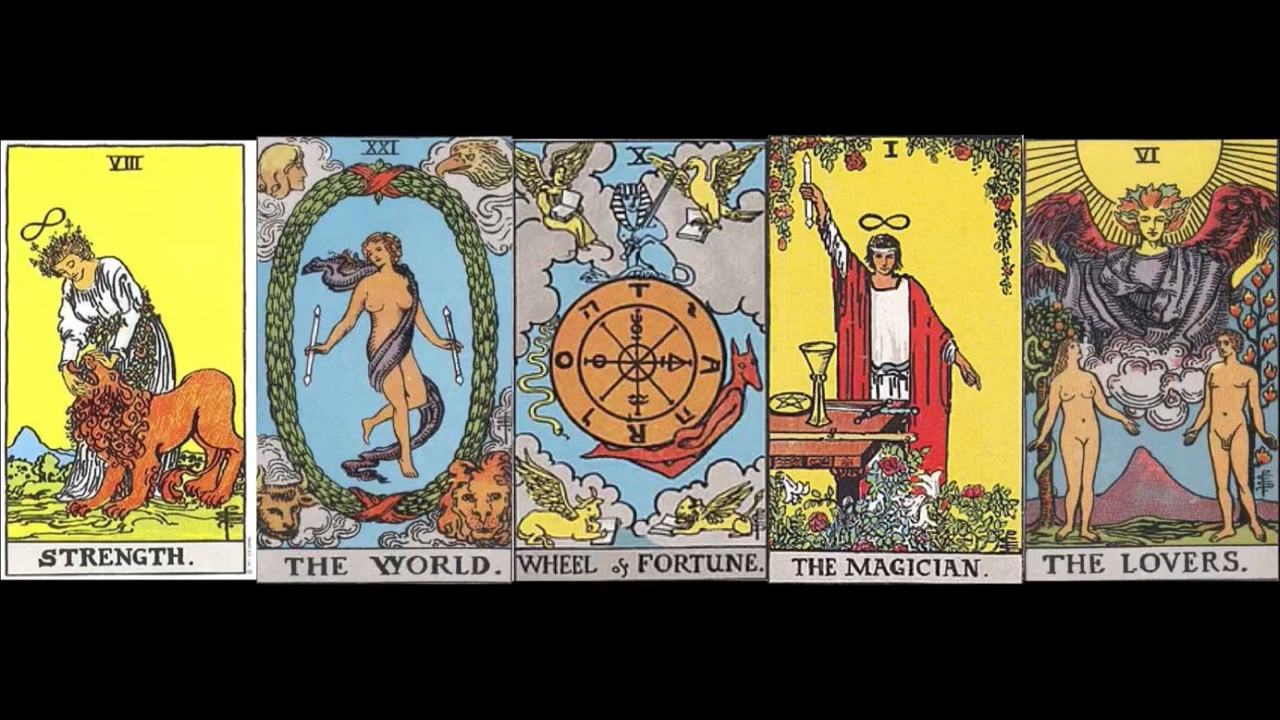 VIII
STRENGTH.
XXI
THE WORLD.
X
T
י
A
ה
R
ו
O
ה
WHEEL of FORTUNE.
I
THE MAGICIAN.
VI
THE LOVERS.